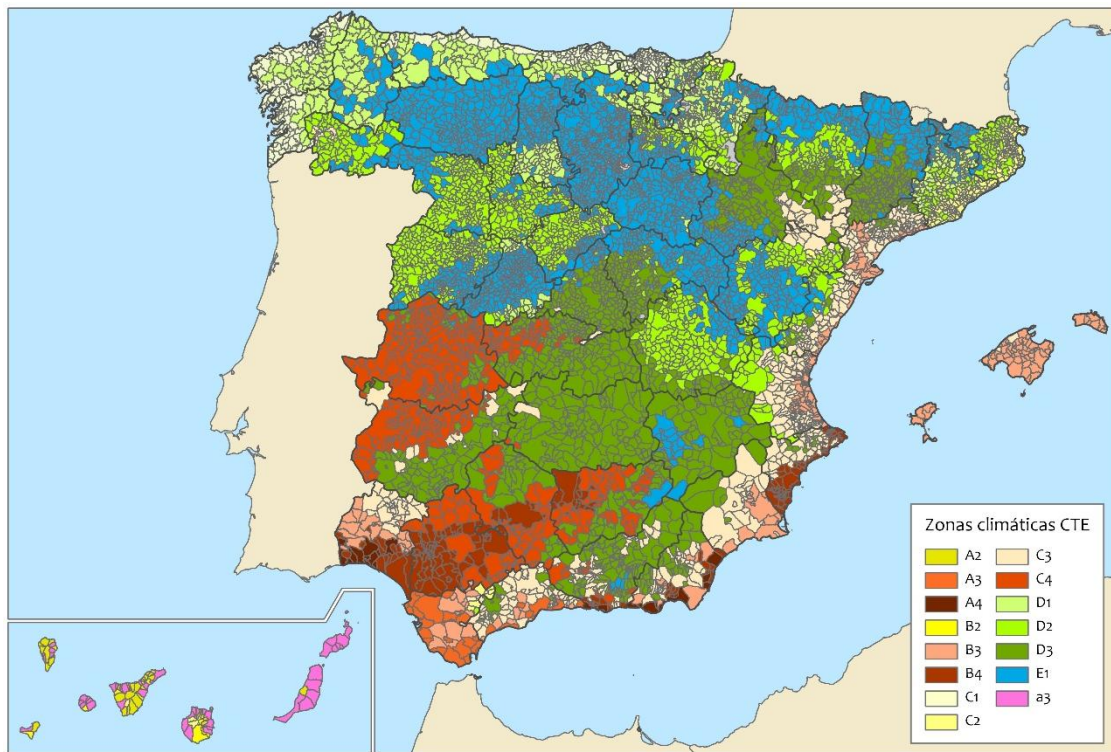 Zonas climáticas CTE
A2
A3
A4
B2
B3
B4
C1
C2
C3
C4
D1
D2
D3
E1
a3